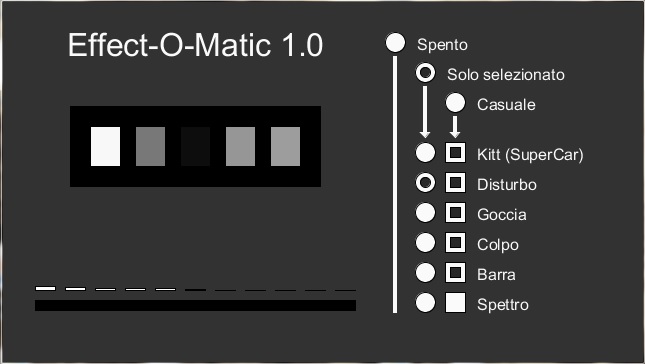 Effect-O-Matic 1.0
Spento
Solo selezionato
Casuale
Kitt (SuperCar)
Disturbo
Goccia
Colpo
Barra
Spettro